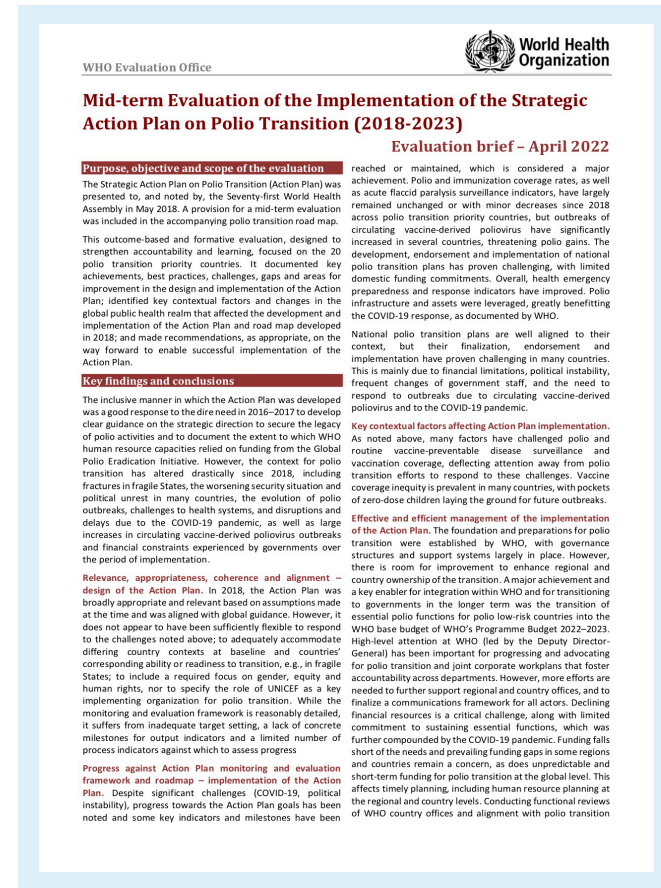 World Health
Organization
WHO Evaluation Office
Mid-term Evaluation of the Implementation of the Strategic
Action Plan on Polio Transition (2018-2023)
Evaluation brief – April 2022
Purpose, objective and scope of the evaluation
The Strategic Action Plan on Polio Transition (Action Plan) was
presented to, and noted by, the Seventy-first World Health
Assembly in May 2018. A provision for a mid-term evaluation
was included in the accompanying polio transition road map.
This outcome-based and formative evaluation, designed to
strengthen accountability and learning, focused on the 20
polio transition priority countries. It documented key
achievements, best practices, challenges, gaps and areas for
improvement in the design and implementation of the Action
Plan; identified key contextual factors and changes in the
global public health realm that affected the development and
implementation of the Action Plan and road map developed
in 2018; and made recommendations, as appropriate, on the
way forward to enable successful implementation of the
Action Plan.
Key findings and conclusions
The inclusive manner in which the Action Plan was developed
was a good response to the dire need in 2016–2017 to develop
clear guidance on the strategic direction to secure the legacy
of polio activities and to document the extent to which WHO
human resource capacities relied on funding from the Global
Polio Eradication Initiative. However, the context for polio
transition has altered drastically since 2018, including
fractures in fragile States, the worsening security situation and
political unrest in many countries, the evolution of polio
outbreaks, challenges to health systems, and disruptions and
delays due to the COVID-19 pandemic, as well as large
increases in circulating vaccine-derived poliovirus outbreaks
and financial constraints experienced by governments over
the period of implementation.
Relevance, appropriateness, coherence and alignment –
design of the Action Plan. In 2018, the Action Plan was
broadly appropriate and relevant based on assumptions made
at the time and was aligned with global guidance. However, it
does not appear to have been sufficiently flexible to respond
to the challenges noted above; to adequately accommodate
differing country contexts at baseline and countries'
corresponding ability or readiness to transition, e.g., in fragile
States; to include a required focus on gender, equity and
human rights, nor to specify the role of UNICEF as a key
implementing organization for polio transition. While the
monitoring and evaluation framework is reasonably detailed,
it suffers from inadequate target setting, a lack of concrete
milestones for output indicators and a limited number of
process indicators against which to assess progress
Progress against Action Plan monitoring and evaluation
framework and roadmap – implementation of the Action
Plan. Despite significant challenges (COVID-19, political
instability), progress towards the Action Plan goals has been
noted and some key indicators and milestones have been
reached or maintained, which is considered a major
achievement. Polio and immunization coverage rates, as well
as acute flaccid paralysis surveillance indicators, have largely
remained unchanged or with minor decreases since 2018
across polio transition priority countries, but outbreaks of
circulating vaccine-derived poliovirus have significantly
increased in several countries, threatening polio gains. The
development, endorsement and implementation of national
polio transition plans has proven challenging, with limited
domestic funding commitments. Overall, health emergency
preparedness and response indicators have improved. Polio
infrastructure and assets were leveraged, greatly benefitting
the COVID-19 response, as documented by WHO.
National polio transition plans are well aligned to their
context, but their finalization, endorsement and
implementation have proven challenging in many countries.
This is mainly due to financial limitations, political instability,
frequent changes of government staff, and the need to
respond to outbreaks due to circulating vaccine-derived
poliovirus and to the COVID-19 pandemic.
Key contextual factors affecting Action Plan implementation.
As noted above, many factors have challenged polio and
routine vaccine-preventable disease surveillance and
vaccination coverage, deflecting attention away from polio
transition efforts to respond to these challenges. Vaccine
coverage inequity is prevalent in many countries, with pockets
of zero-dose children laying the ground for future outbreaks.
Effective and efficient management of the implementation
of the Action Plan. The foundation and preparations for polio
transition were established by WHO, with governance
structures and support systems largely in place. However,
there is room for improvement to enhance regional and
country ownership of the transition. A major achievement and
a key enabler for integration within WHO and for transitioning
to governments in the longer term was the transition of
essential polio functions for polio low-risk countries into the
WHO base budget of WHO's Programme Budget 2022–2023.
High-level attention at WHO (led by the Deputy Director-
General) has been important for progressing and advocating
for polio transition and joint corporate workplans that foster
accountability across departments. However, more efforts are
needed to further support regional and country offices, and to
finalize a communications framework for all actors. Declining
financial resources is a critical challenge, along with limited
commitment to sustaining essential functions, which was
further compounded by the COVID-19 pandemic. Funding falls
short of the needs and prevailing funding gaps in some regions
and countries remain a concern, as does unpredictable and
short-term funding for polio transition at the global level. This
affects timely planning, including human resource planning at
the regional and country levels. Conducting functional reviews
of WHO country offices and alignment with polio transition